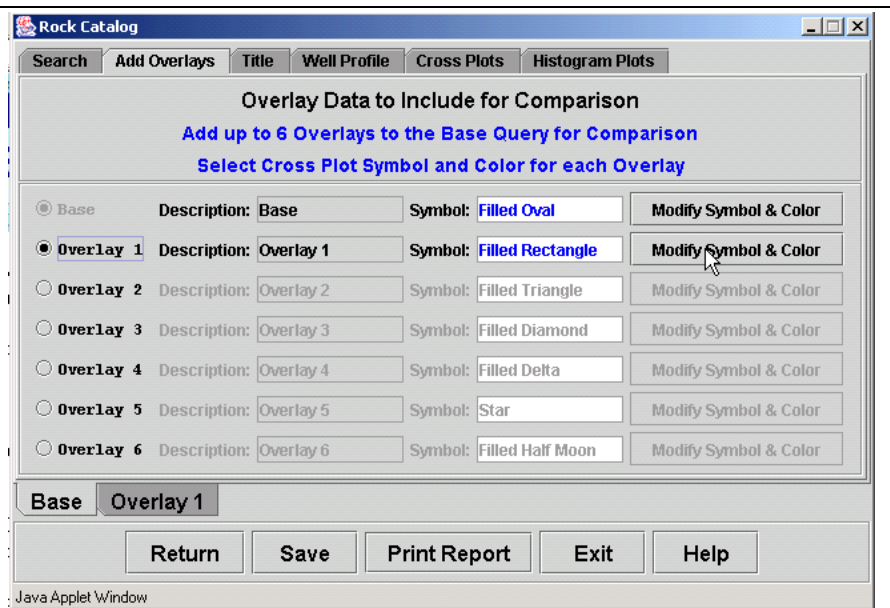 Rock Catalog
Search Add Overlays Title Well Profile Cross Plots Histogram Plots
Overlay Data to Include for Comparison
Add up to 6 Overlays to the Base Query for Comparison
Select Cross Plot Symbol and Color for each Overlay
Base Description: Base Symbol: Filled Oval Modify Symbol & Color
Overlay 1 Description: Overlay 1 Symbol: Filled Rectangle Modify Symbol & Color
Overlay 2 Description: Overlay 2 Symbol: Filled Triangle Modify Symbol & Color
Overlay 3 Description: Overlay 3 Symbol: Filled Diamond Modify Symbol & Color
Overlay 4 Description: Overlay 4 Symbol: Filled Delta Modify Symbol & Color
Overlay 5 Description: Overlay 5 Symbol: Star Modify Symbol & Color
Overlay 6 Description: Overlay 6 Symbol: Filled Half Moon Modify Symbol & Color
Base Overlay 1
Return Save Print Report Exit Help
Java Applet Window